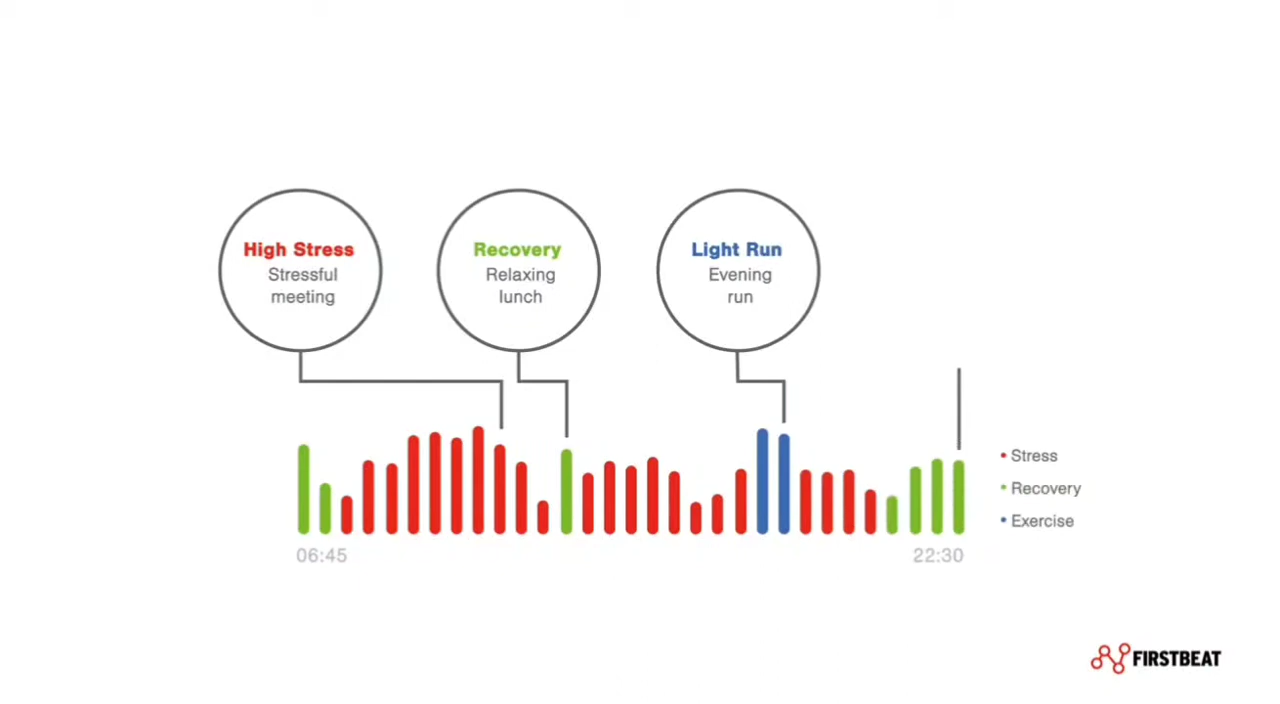 High Stress
Stressful
meeting
Recovery
Relaxing
lunch
Light Run
Evening
run
Stress
Recovery
Exercise
06:45
22:30
FIRSTBEAT